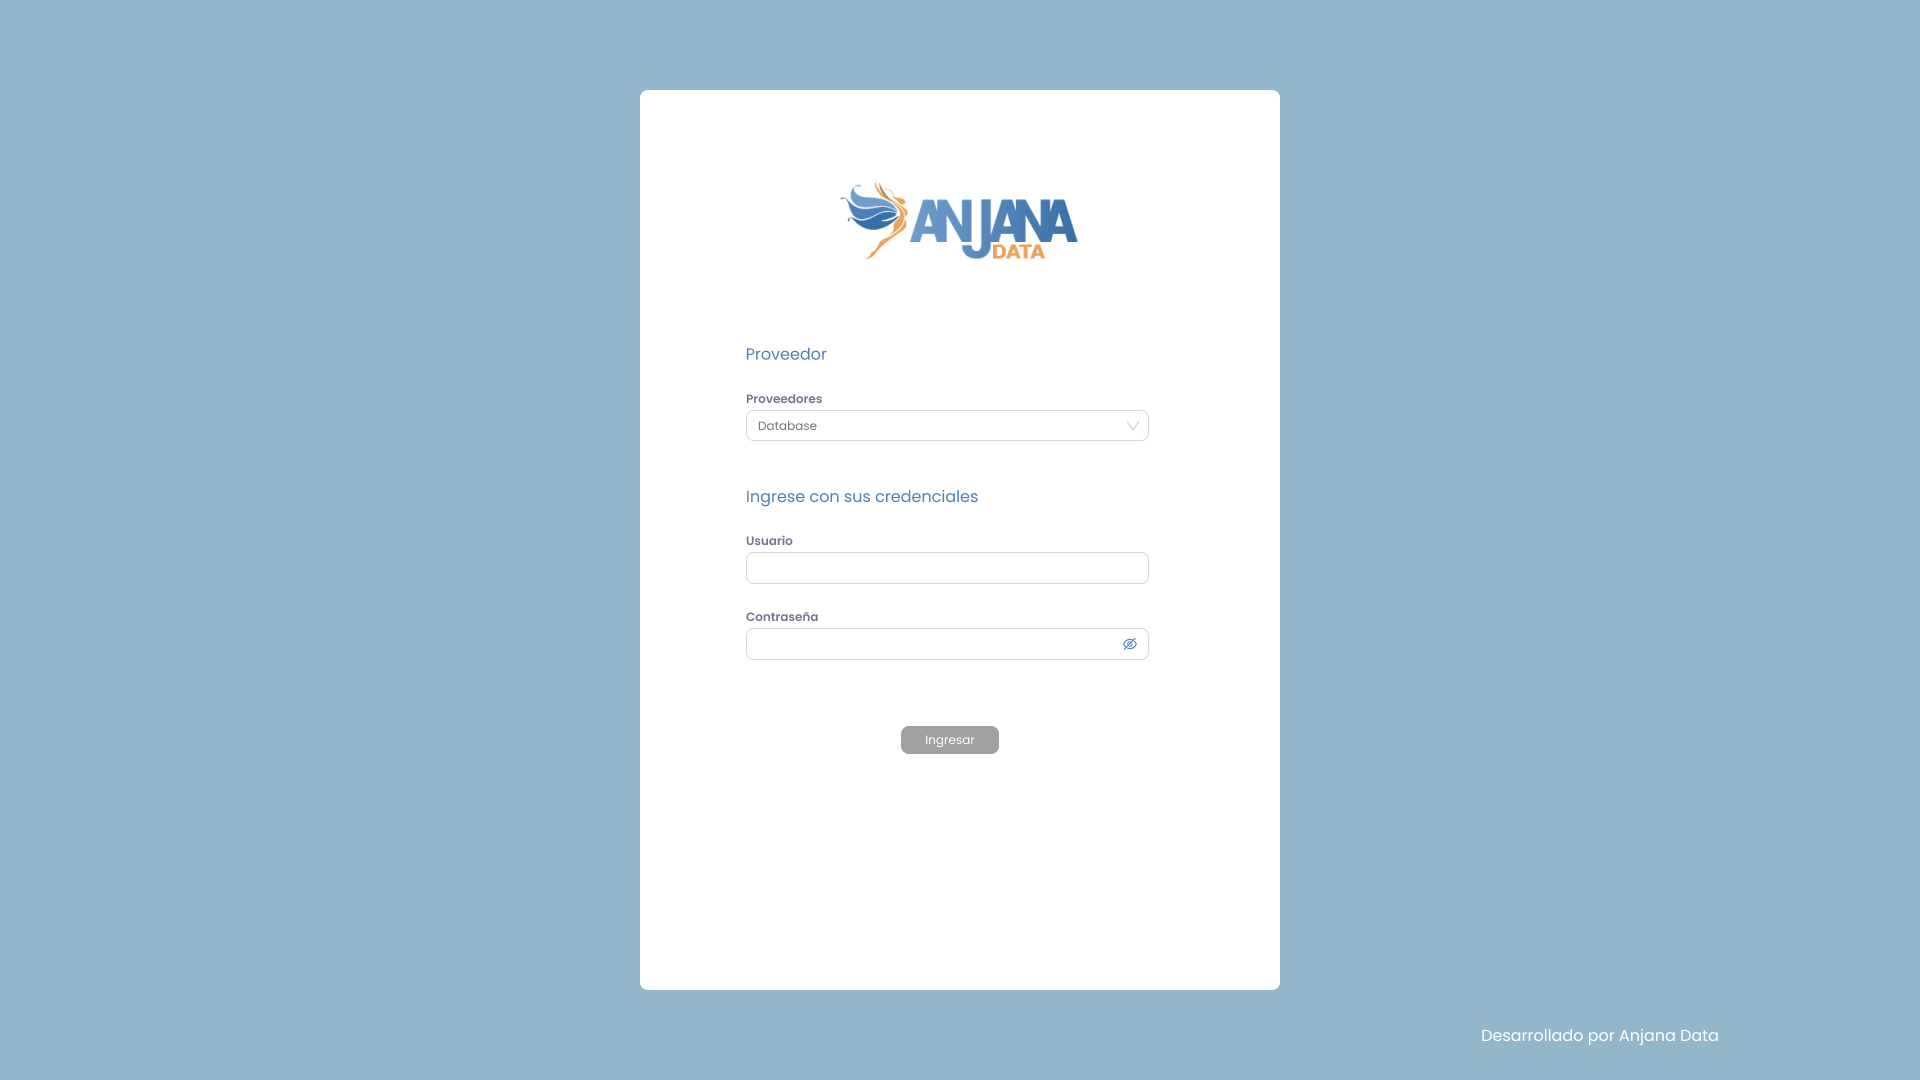 ANJANA
DATA
Proveedor
Proveedores
Database
Ingrese con sus credenciales
Usuario
Contraseña
Ingresar
Desarrollado por Anjana Data